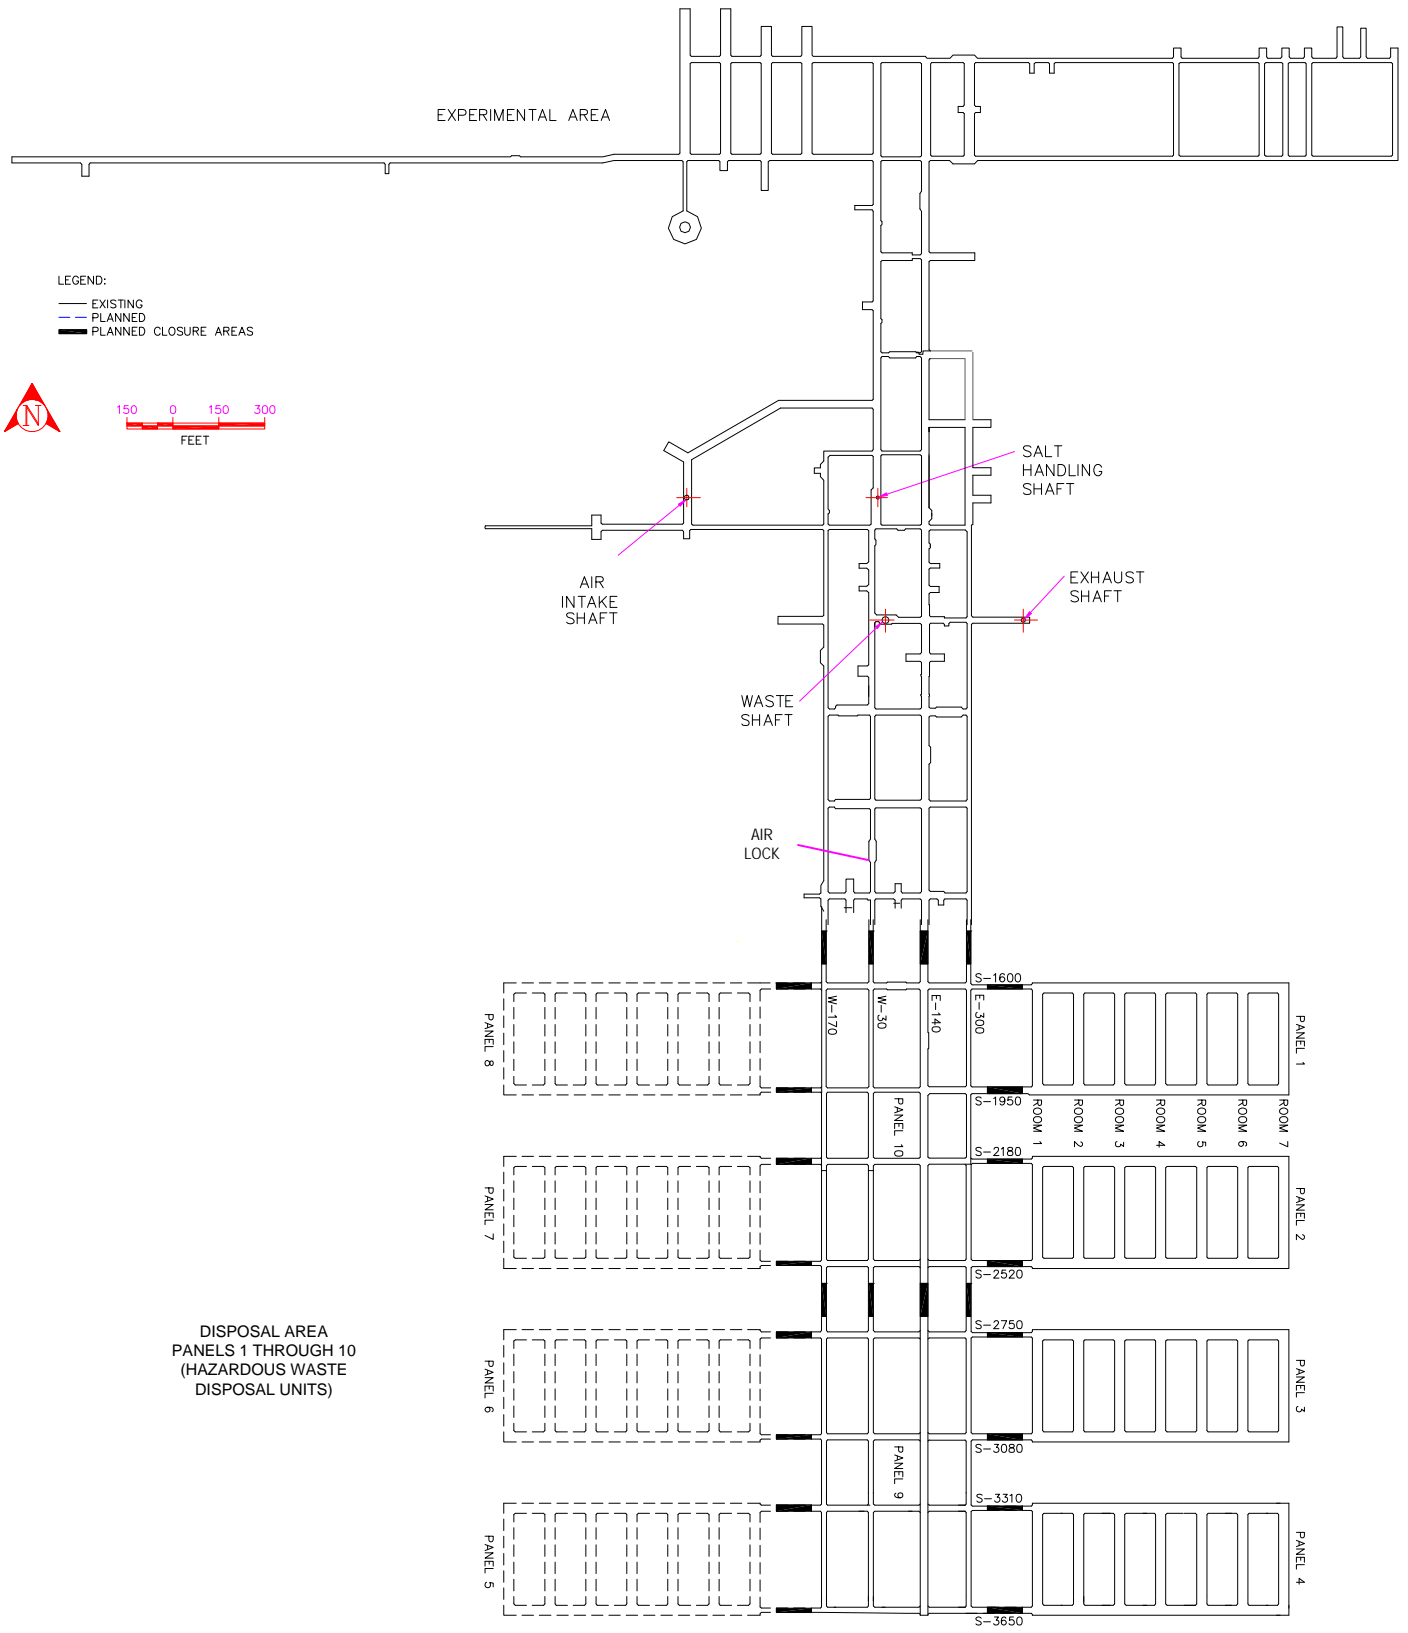 EXPERIMENTAL AREA
LEGEND:
EXISTING
PLANNED
PLANNED CLOSURE AREAS
N
150 0 150 300
FEET
SALT
HANDLING
SHAFT
AIR
INTAKE
SHAFT
EXHAUST
SHAFT
WASTE
SHAFT
AIR
LOCK
S-1600
W-170
W-30
E-140
E-300
PANEL 8
PANEL 1
S-1950
PANEL 10
ROOM 1
ROOM 2
ROOM 3
ROOM 4
ROOM 5
ROOM 6
ROOM 7
S-2180
PANEL 7
PANEL 2
S-2520
S-2750
DISPOSAL AREA
PANELS 1 THROUGH 10
(HAZARDOUS WASTE
DISPOSAL UNITS)
PANEL 6
PANEL 3
S-3080
PANEL 9
S-3310
PANEL 5
PANEL 4
S-3650